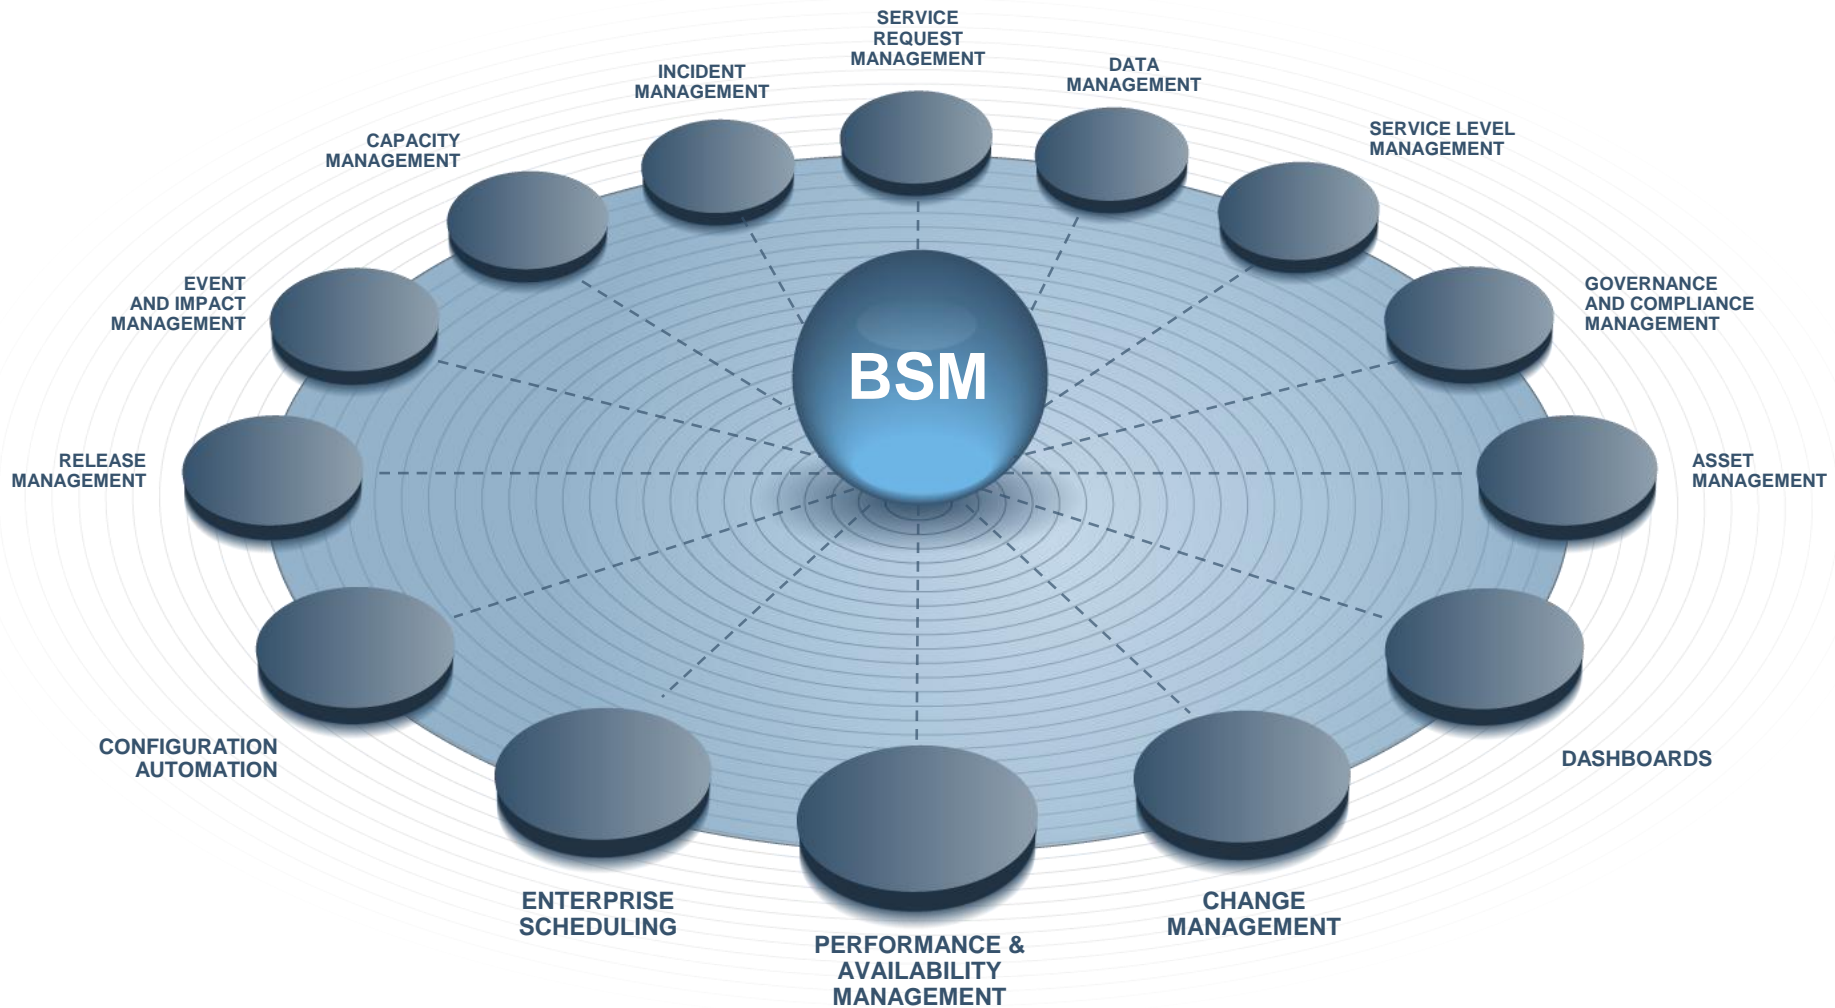 SERVICE
REQUEST
MANAGEMENT
DATA
MANAGEMENT
INCIDENT
MANAGEMENT
SERVICE LEVEL
MANAGEMENT
CAPACITY
MANAGEMENT
EVENT
AND IMPACT
MANAGEMENT
GOVERNANCE
AND COMPLIANCE
MANAGEMENT
BSM
RELEASE
MANAGEMENT
ASSET
MANAGEMENT
CONFIGURATION
AUTOMATION
DASHBOARDS
ENTERPRISE
SCHEDULING
CHANGE
MANAGEMENT
PERFORMANCE &
AVAILABILITY
MANAGEMENT